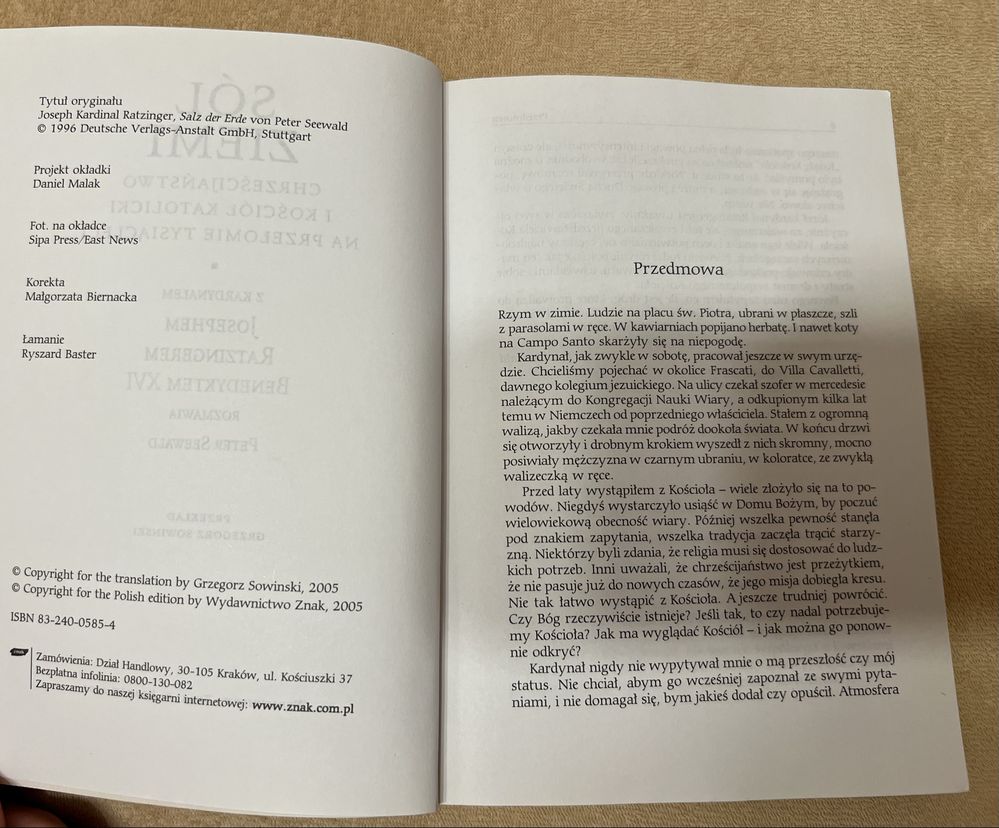 Tytuł oryginału
Joseph Kardinal Ratzinger, Salz der Erde von Peter Seewald
© 1996 Deutsche Verlags-Anstalt GmbH, Stuttgart
Projekt okładki
Daniel Malak
Fot. na okładce
Sipa Press/East News
Korekta
Małgorzata Biernacka
Łamanie
Ryszard Baster
© Copyright for the translation by Grzegorz Sowinski, 2005
© Copyright for the Polish edition by Wydawnictwo Znak, 2005
ISBN 83-240-0585-4
Zamówienia: Dział Handlowy, 30-105 Kraków, ul. Kościuszki 37
Bezpłatna infolinia: 0800-130-082
Zapraszamy do naszej księgarni internetowej: www.znak.com.pl
Przedmowa
Rzym w zimie. Ludzie na placu św. Piotra, ubrani w płaszcze, szli
z parasolami w ręce. W kawiarniach popijano herbatę. I nawet koty
na Campo Santo skarżyły się na niepogodę.
Kardynał, jak zwykle w sobotę, pracował jeszcze w swym urzę-
dzie. Chcieliśmy pojechać w okolice Frascati, do Villa Cavalletti,
dawnego kolegium jezuickiego. Na ulicy czekał szofer w mercedesie
należącym do Kongregacji Nauki Wiary, a odkupionym kilka lat
temu w Niemczech od poprzedniego właściciela. Stałem z ogromną
walizą, jakby czekała mnie podróż dookoła świata. W końcu drzwi
się otworzyły i drobnym krokiem wyszedł z nich skromny, mocno
posiwiały mężczyzna w czarnym ubraniu, w koloratce, ze zwykłą
walizeczką w ręce.
Przed laty wystąpiłem z Kościoła – wiele złożyło się na to po-
wodów. Niegdyś wystarczyło usiąść w Domu Bożym, by poczuć
wielowiekową obecność wiary. Później wszelka pewność stanęła
pod znakiem zapytania, wszelka tradycja zaczęła trącić starzy-
zną. Niektórzy byli zdania, że religia musi się dostosować do ludz-
kich potrzeb. Inni uważali, że chrześcijaństwo jest przeżytkiem,
że nie pasuje już do nowych czasów, że jego misja dobiegła kresu.
Nie tak łatwo wystąpić z Kościoła. A jeszcze trudniej powrócić.
Czy Bóg rzeczywiście istnieje? Jeśli tak, to czy nadal potrzebuje-
my Kościoła? Jak ma wyglądać Kościół – i jak można go ponow-
nie odkryć?
Kardynał nigdy nie wypytywał mnie o mą przeszłość czy mój
status. Nie chciał, abym go wcześniej zapoznał ze swymi pyta-
niami, i nie domagał się, bym jakieś dodał czy opuścił. Atmosfera